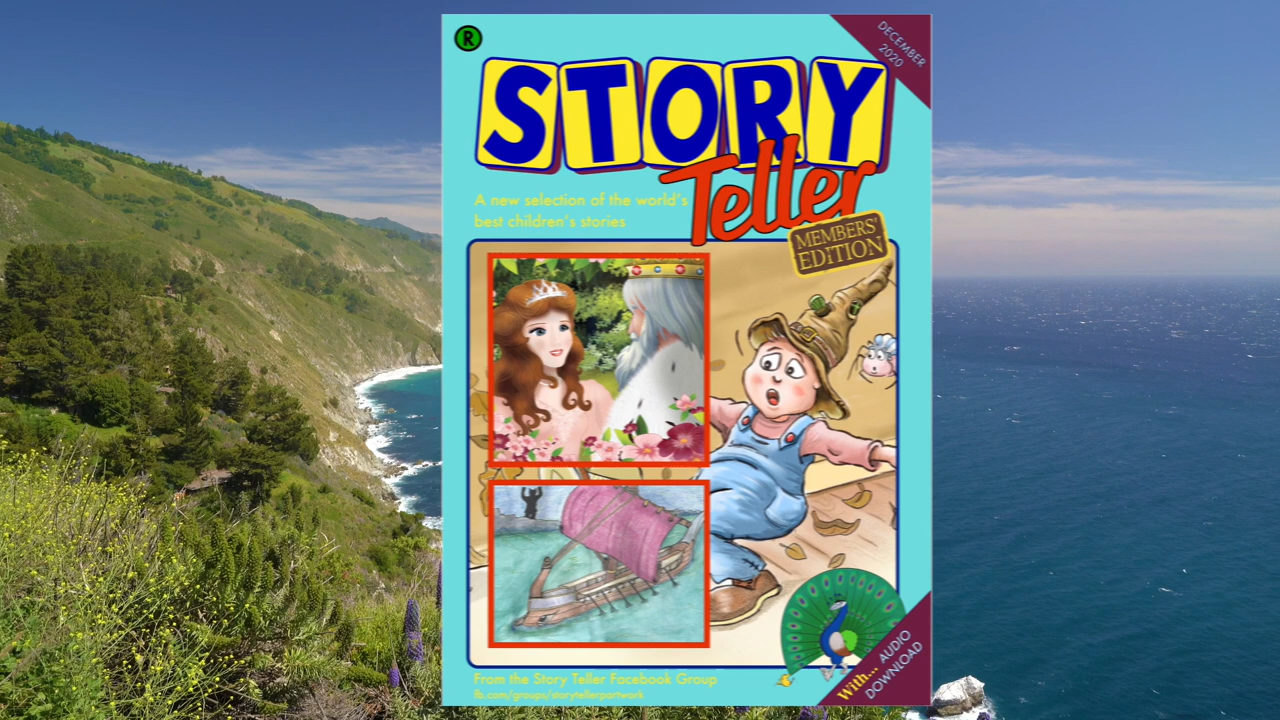 R
DECEMBER
2020
STORY
Teller
A new selection of the world's
best children's stories
MEMBERS'
EDITION
With... AUDIO
DOWNLOAD
From the Story Teller Facebook Group
fb.com/groups/storytellerpartwork